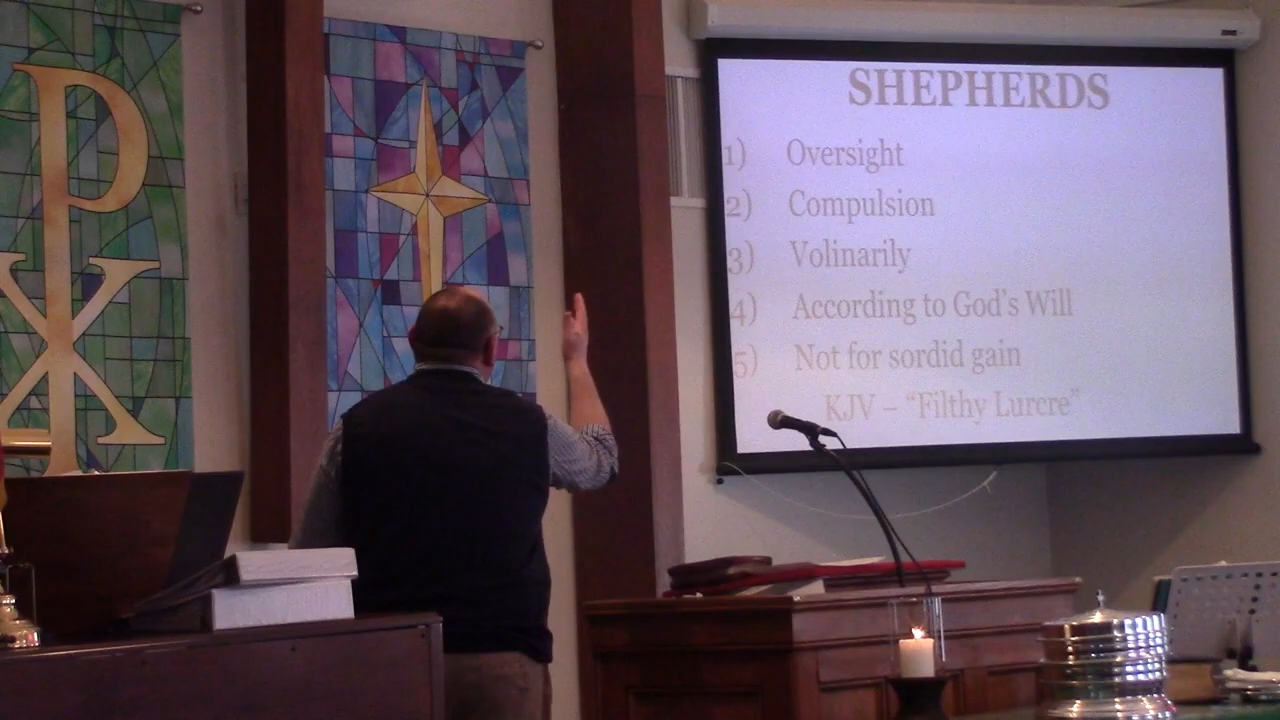 SHEPHERDS
1) Oversight
2) Compulsion
3) Volinarily
4) According to God's Will
5) Not for sordid gain
KJV – "Filthy Lurcre"